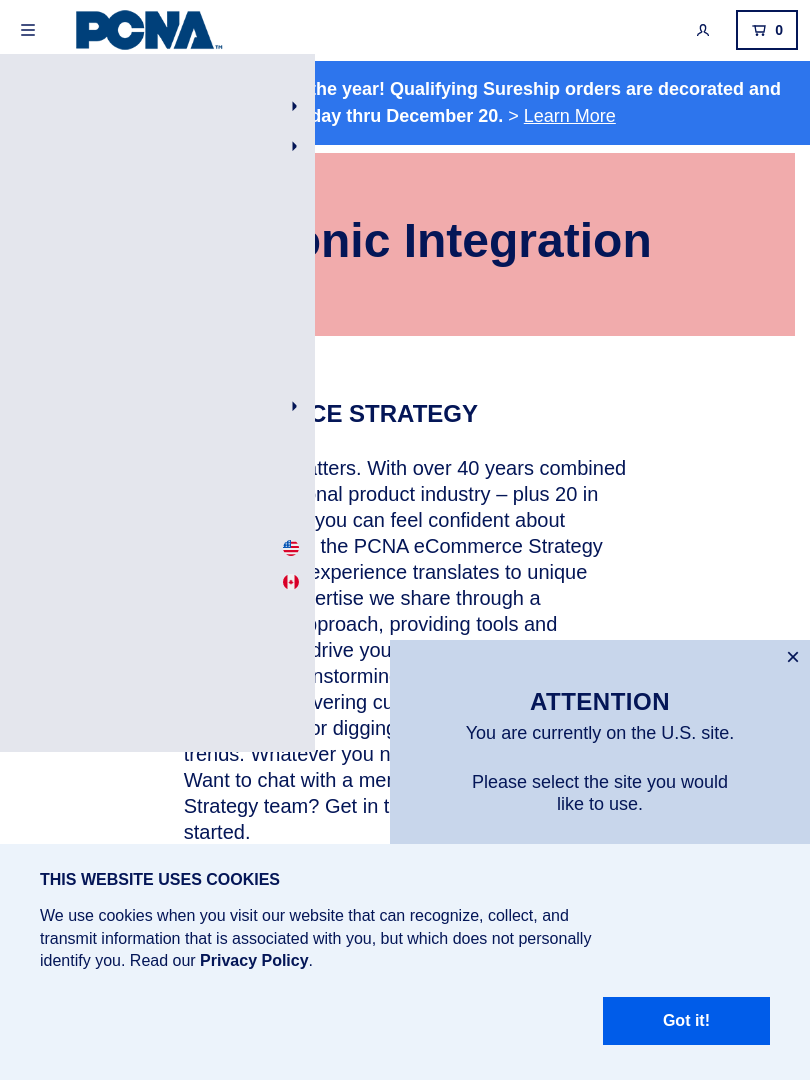 PCNA TM
0
the year! Qualifying Sureship orders are decorated and
day thru December 20. > Learn More
onic Integration
CE STRATEGY
atters. With over 40 years combined
onal product industry – plus 20 in
you can feel confident about
the PCNA eCommerce Strategy
experience translates to unique
ertise we share through a
pproach, providing tools and
drive you
instorming
vering cu
or digging
trends. Whatever you n
Want to chat with a mem
Strategy team? Get in t
started.
×
ATTENTION
You are currently on the U.S. site.
Please select the site you would
like to use.
THIS WEBSITE USES COOKIES
We use cookies when you visit our website that can recognize, collect, and
transmit information that is associated with you, but which does not personally
identify you. Read our Privacy Policy.
Got it!